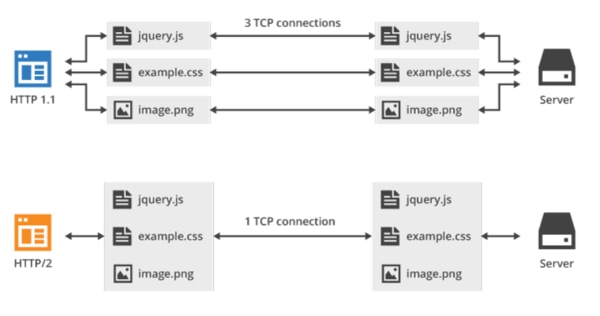 3 TCP connections
jquery.js jquery.js
example.css example.css
HTTP 1.1 Server
image.png image.png
jquery.js jquery.js
1 TCP connection
example.css example.css
HTTP/2 Server
image.png image.png